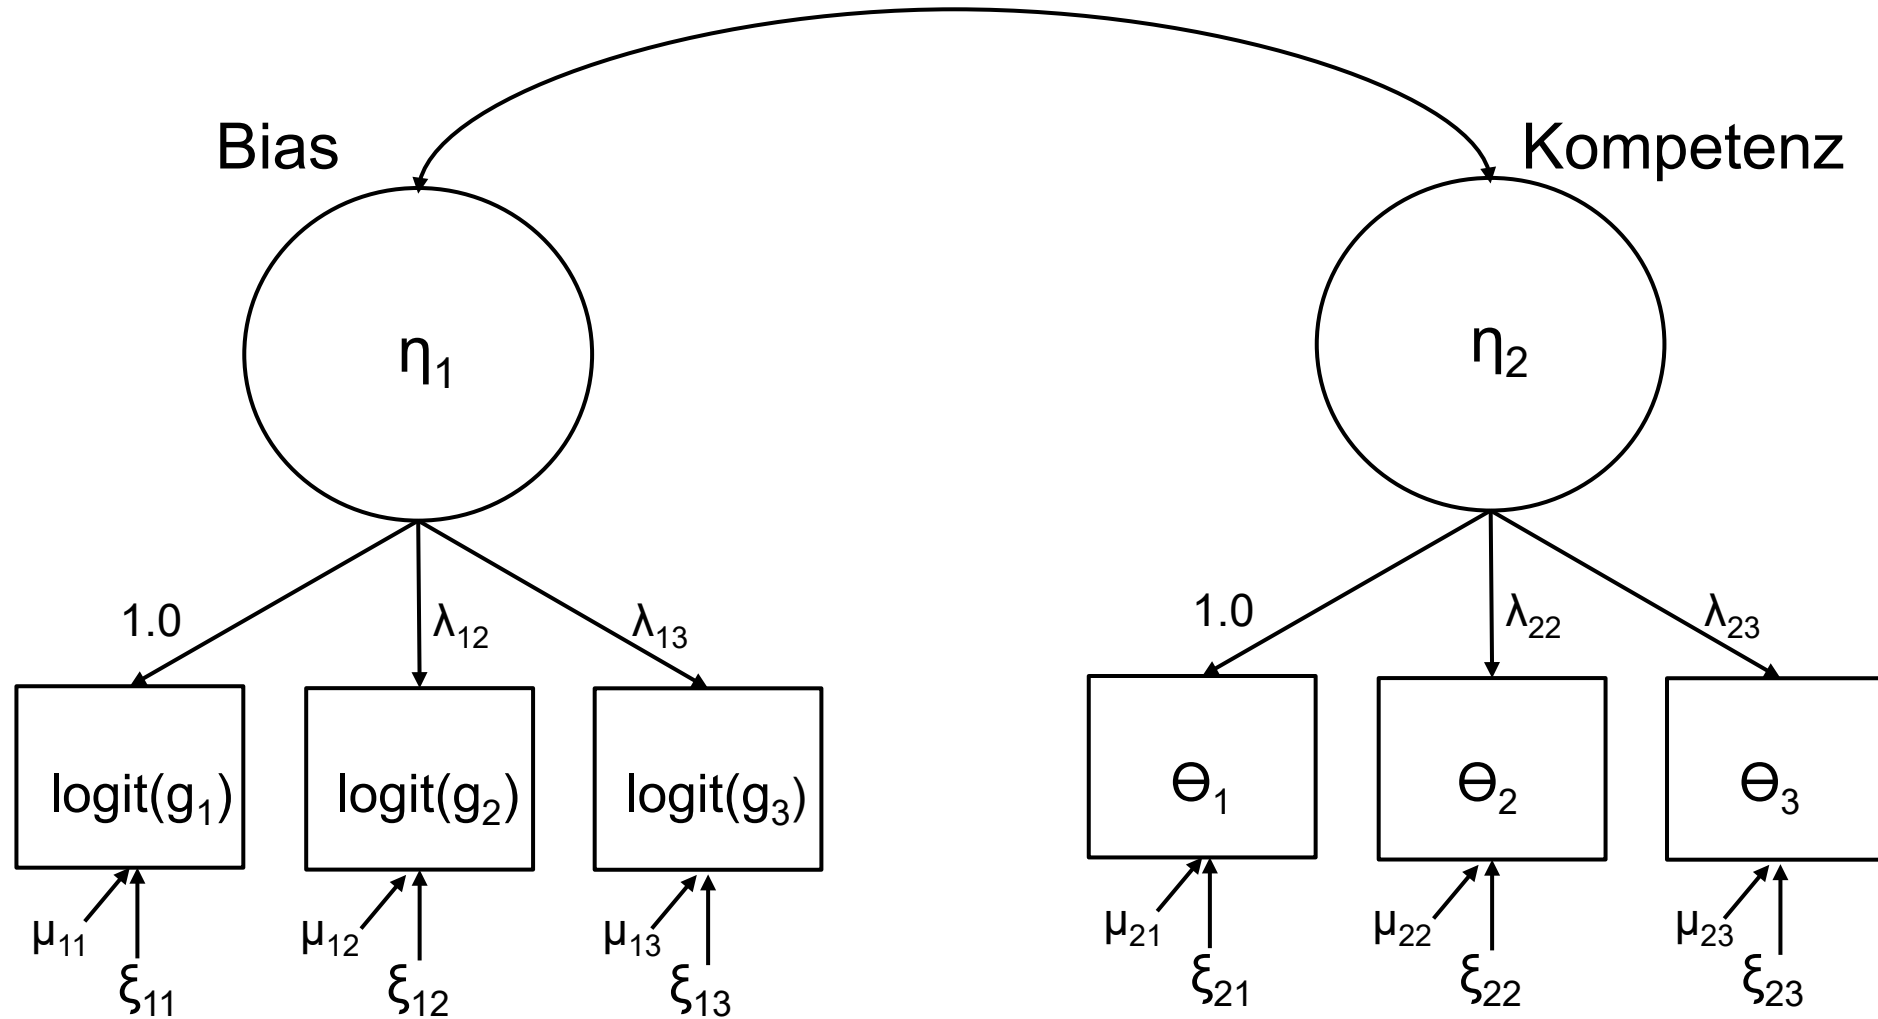 Bias
Kompetenz
η₁
η₂
1.0
λ₁₂
λ₁₃
1.0
λ₂₂
λ₂₃
logit(g₁)
logit(g₂)
logit(g₃)
Θ₁
Θ₂
Θ₃
μ₁₁
μ₁₂
μ₁₃
μ₂₁
μ₂₂
μ₂₃
ξ₁₁
ξ₁₂
ξ₁₃
ξ₂₁
ξ₂₂
ξ₂₃